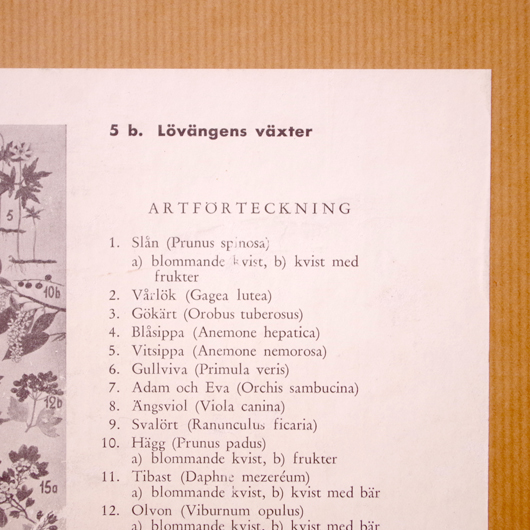 5 b. Lövängens växter
ARTFÖRTECKNING
1. Slån (Prunus spinosa)
a) blommande kvist, b) kvist med
frukter
2. Vårlök (Gagea lutea)
3. Gökärt (Orobus tuberosus)
4. Blåsippa (Anemone hepatica)
5. Vitsippa (Anemone nemorosa)
6. Gullviva (Primula veris)
7. Adam och Eva (Orchis sambucina)
8. Ängsviol (Viola canina)
9. Svalört (Ranunculus ficaria)
10. Hägg (Prunus padus)
a) blommande kvist, b) frukter
11. Tibast (Daphne mezeréum)
a) blommande kvist, b) kvist med bär
12. Olvon (Viburnum opulus)
a) blommande kvist, b) kvist med bär
5
10b
12b
15a